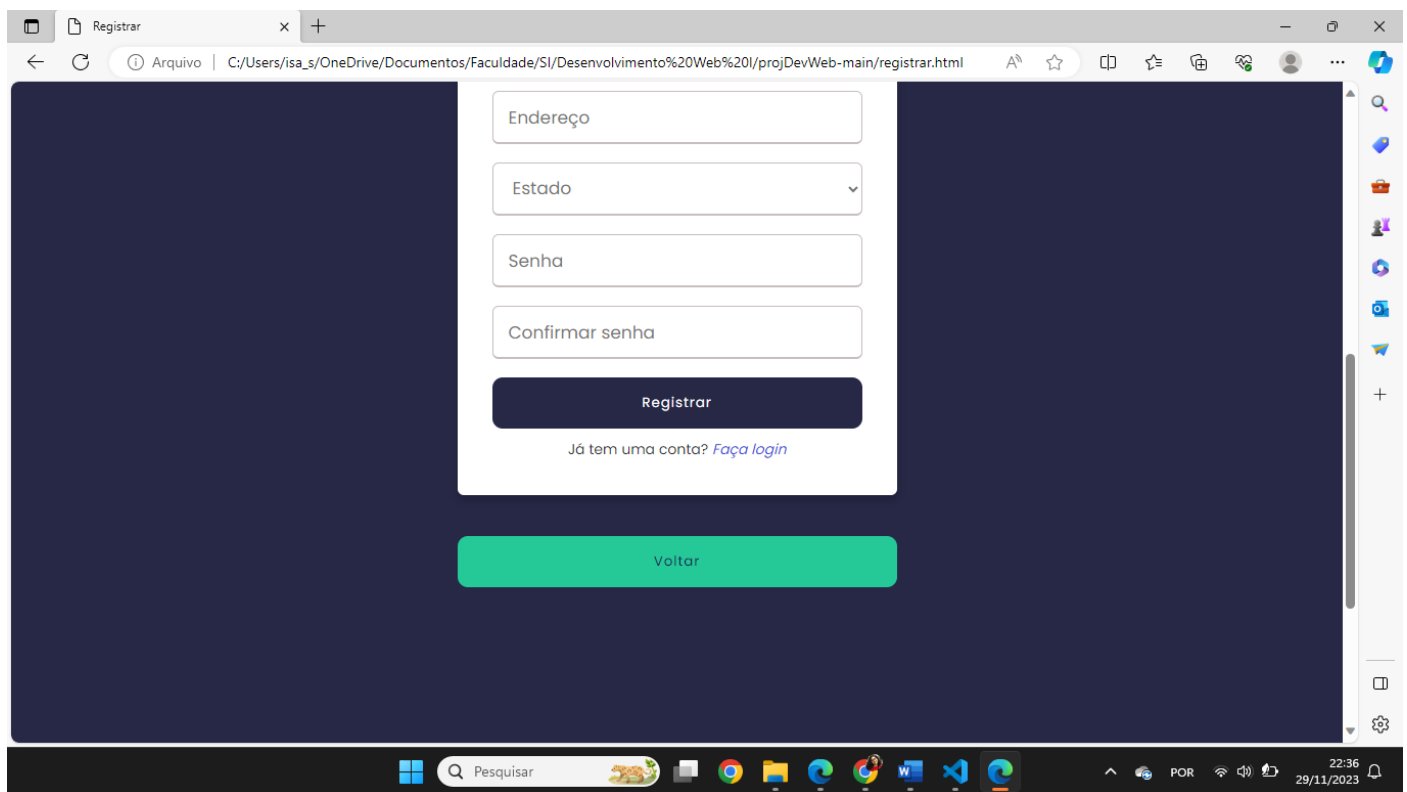 Registrar
Arquivo
C:/Users/isa_s/OneDrive/Documentos/Faculdade/SI/Desenvolvimento%20Web%20I/projDevWeb-main/registrar.html
Endereço
Estado
Senha
Confirmar senha
Registrar
Já tem uma conta? Faça login
Voltar
Pesquisar
POR
22:36
29/11/2023